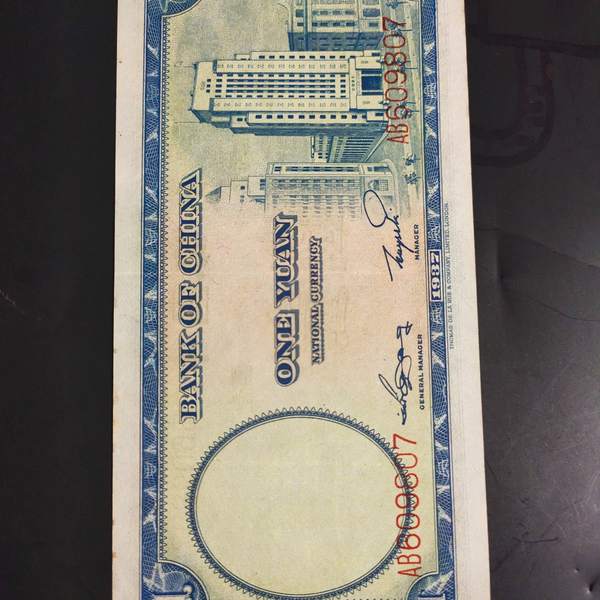 BANK OF CHINA
ONE YUAN
NATIONAL CURRENCY
AB609807
AB609807
GENERAL MANAGER
MANAGER
1937
THOMAS DE LA RUE & COMPANY, LIMITED, LONDON.